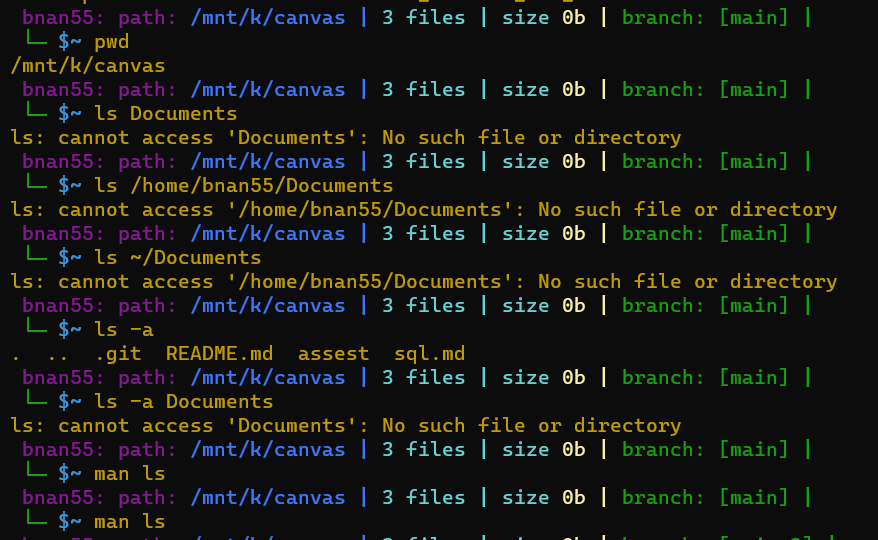 bnan55: path: /mnt/k/canvas | 3 files | size 0b | branch: [main] |
└─ $~ pwd
/mnt/k/canvas
bnan55: path: /mnt/k/canvas | 3 files | size 0b | branch: [main] |
└─ $~ ls Documents
ls: cannot access 'Documents': No such file or directory
bnan55: path: /mnt/k/canvas | 3 files | size 0b | branch: [main] |
└─ $~ ls /home/bnan55/Documents
ls: cannot access '/home/bnan55/Documents': No such file or directory
bnan55: path: /mnt/k/canvas | 3 files | size 0b | branch: [main] |
└─ $~ ls ~/Documents
ls: cannot access '/home/bnan55/Documents': No such file or directory
bnan55: path: /mnt/k/canvas | 3 files | size 0b | branch: [main] |
└─ $~ ls -a
.  ..  .git  README.md  assest  sql.md
bnan55: path: /mnt/k/canvas | 3 files | size 0b | branch: [main] |
└─ $~ ls -a Documents
ls: cannot access 'Documents': No such file or directory
bnan55: path: /mnt/k/canvas | 3 files | size 0b | branch: [main] |
└─ $~ man ls
bnan55: path: /mnt/k/canvas | 3 files | size 0b | branch: [main] |
└─ $~ man ls